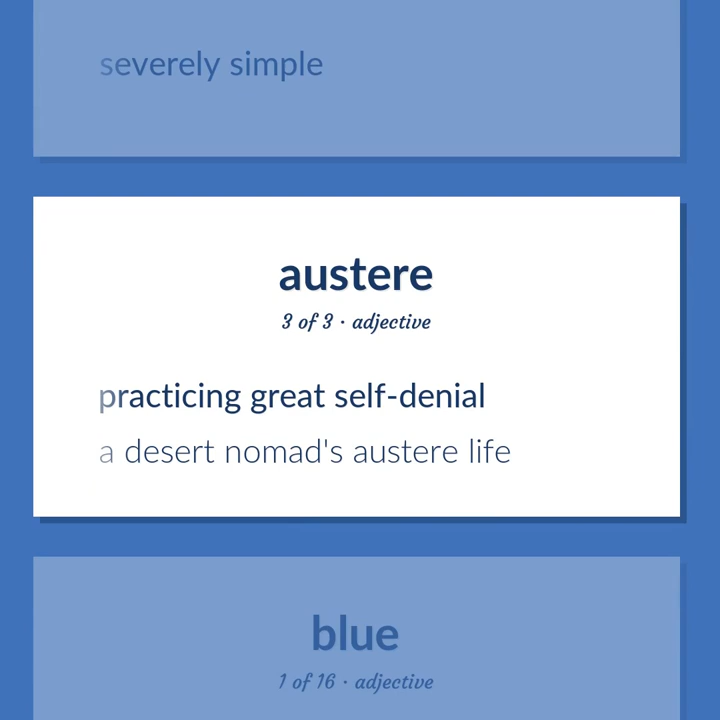 severely simple
austere
3 of 3 · adjective
practicing great self-denial
a desert nomad's austere life
blue
1 of 16 · adjective